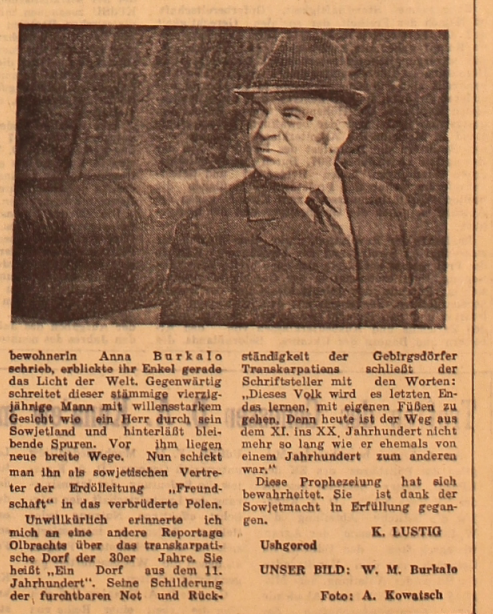 bewohnerin Anna Burkalo
schrieb, erblickte ihr Enkel gerade
das Licht der Welt. Gegenwärtig
schreitet dieser stämmige vierzig-
jährige Mann mit willensstarkem
Gesicht wie ein Herr durch sein
Sowjetland und hinterläßt blei-
bende Spuren. Vor ihm liegen
neue breite Wege. Nun schickt
man ihn als sowjetischen Vertre-
ter der Erdölleitung „Freund-
schaft" in das verbrüderte Polen.
Unwillkürlich erinnerte ich
mich an eine andere Reportage
Olbrachts über das transkarpati-
sche Dorf der 30er Jahre. Sie
heißt „Ein Dorf aus dem 11.
Jahrhundert". Seine Schilderung
der furchtbaren Not und Rück-
ständigkeit der Gebirgsdörfer
Transkarpatiens schließt der
Schriftsteller mit den Worten:
„Dieses Volk wird es letzten En-
des lernen, mit eigenen Füßen zu
gehen. Denn heute ist der Weg aus
dem XI. ins XX. Jahrhundert nicht
mehr so lang wie er ehemals von
einem Jahrhundert zum anderen
war."
Diese Prophezeiung hat sich
bewahrheitet. Sie ist dank der
Sowjetmacht in Erfüllung gegan-
gen.
K. LUSTIG
Ushgorod
UNSER BILD: W. M. Burkalo
Foto: A. Kowatsch